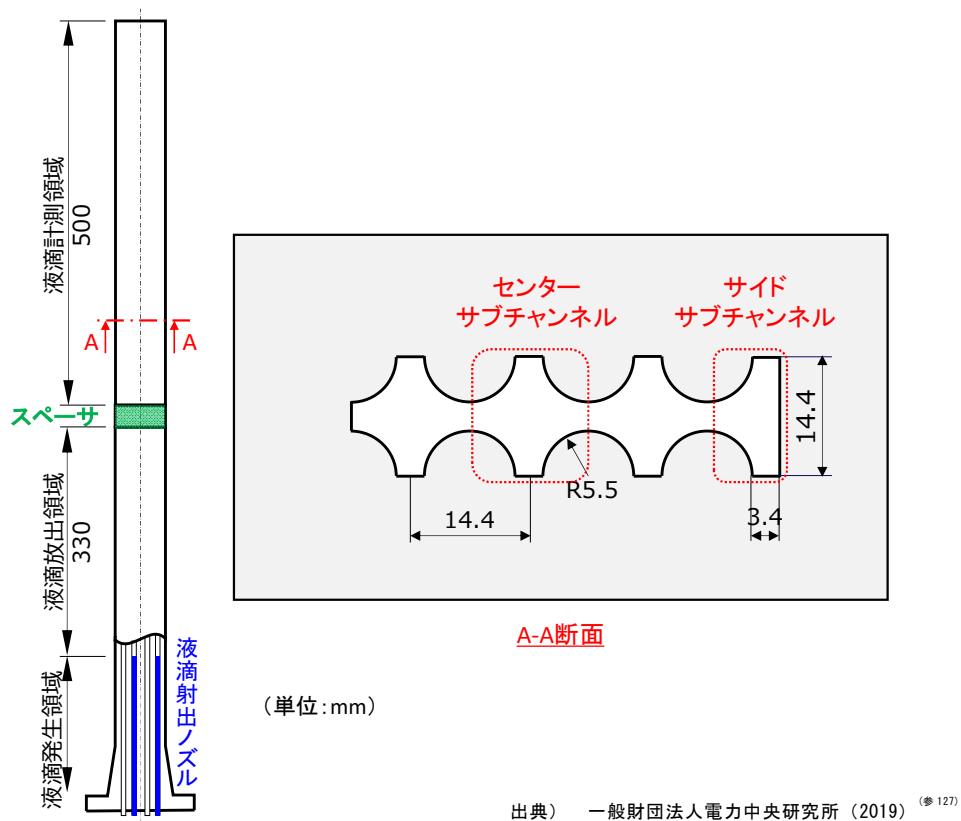 液滴計測領域
500
A
A
スペーサ
液滴放出領域
330
液滴発生領域
液滴射出ノズル
センター
サブチャンネル
サイド
サブチャンネル
14.4
R5.5
14.4
3.4
A-A断面
（単位:mm）
出典） 一般財団法人電力中央研究所（2019）（参 127）